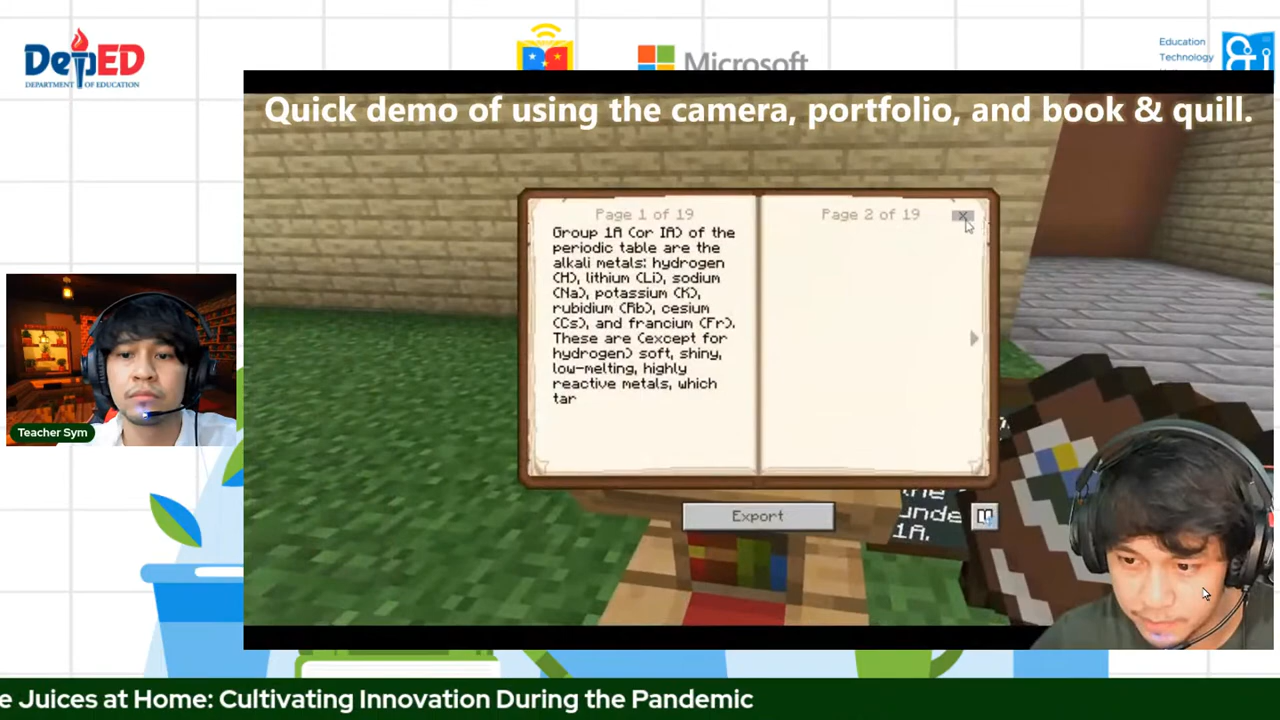 DepED
DEPARTMENT OF EDUCATION
Microsoft
Education
Technology
Quick demo of using the camera, portfolio, and book & quill.
Page 1 of 19
Group 1A (or IA) of the
periodic table are the
alkali metals: hydrogen
(H), lithium (Li), sodium
(Na), potassium (K),
rubidium (Rb), cesium
(Cs), and francium (Fr).
These are (except for
hydrogen) soft, shiny,
low-melting, highly
reactive metals, which
tar
Page 2 of 19
Export
the
unde
1A.
Teacher Sym
e Juices at Home: Cultivating Innovation During the Pandemic